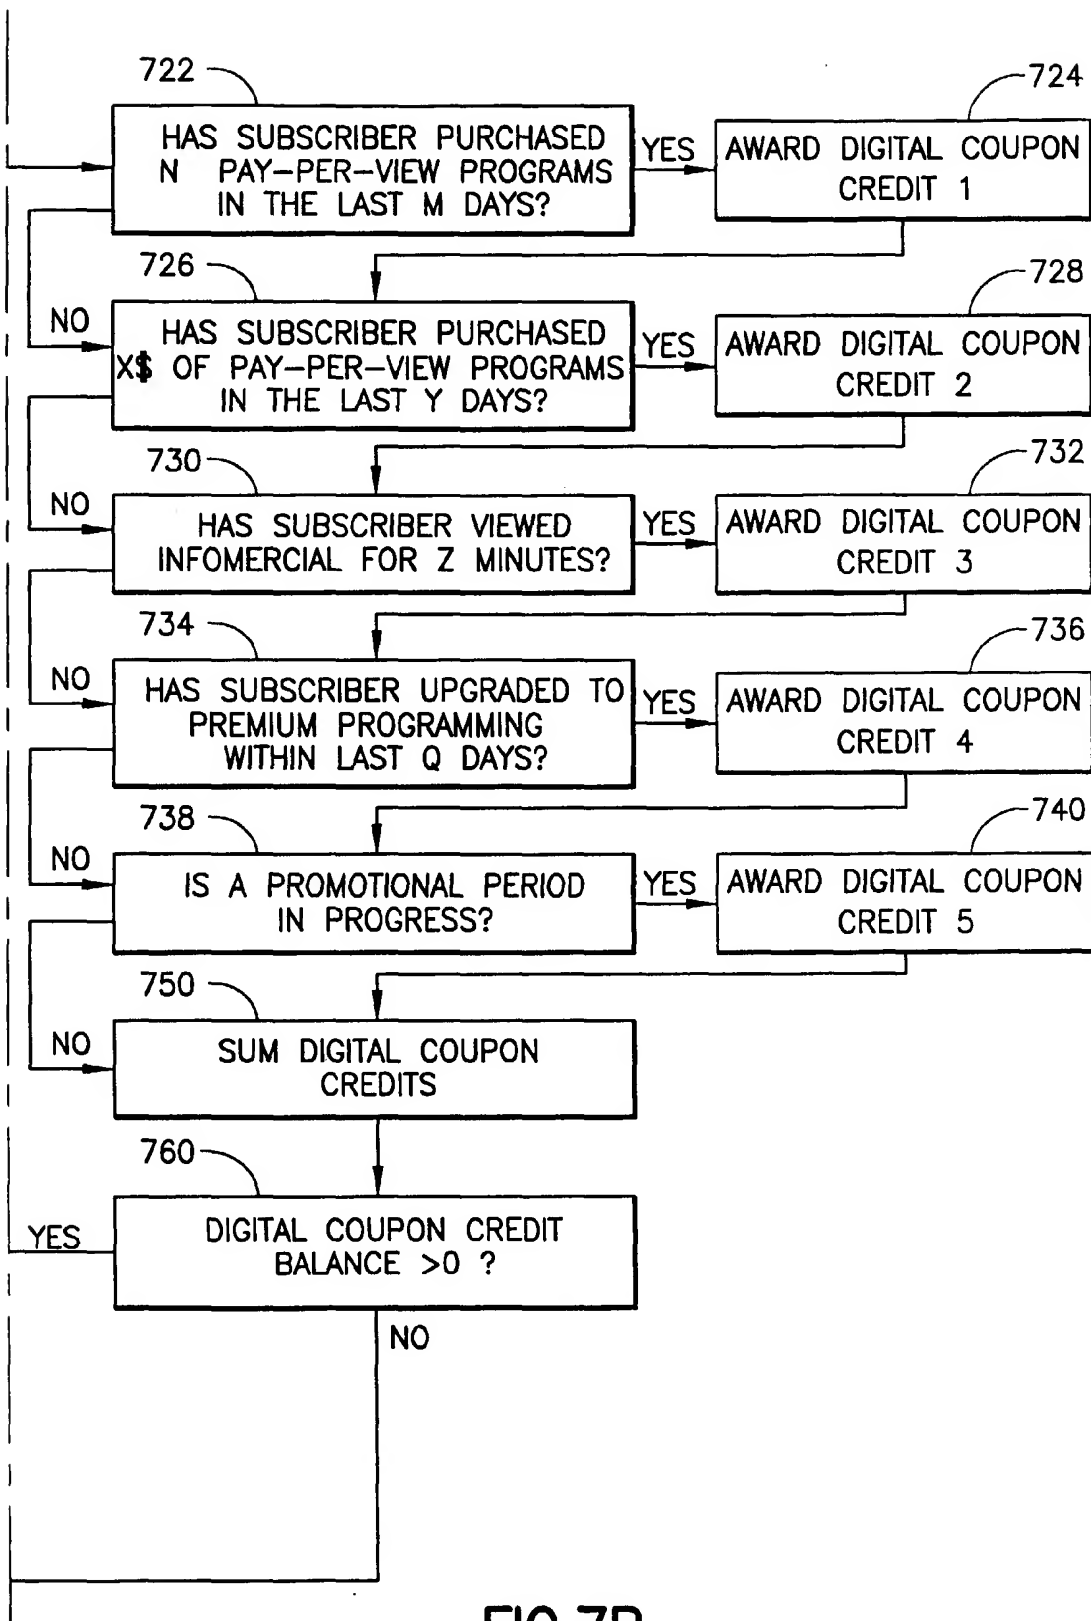 722
724
HAS SUBSCRIBER PURCHASED
N PAY-PER-VIEW PROGRAMS
IN THE LAST M DAYS?
YES
AWARD DIGITAL COUPON
CREDIT 1
726
728
NO
HAS SUBSCRIBER PURCHASED
X$ OF PAY-PER-VIEW PROGRAMS
IN THE LAST Y DAYS?
YES
AWARD DIGITAL COUPON
CREDIT 2
730
732
NO
HAS SUBSCRIBER VIEWED
INFOMERCIAL FOR Z MINUTES?
YES
AWARD DIGITAL COUPON
CREDIT 3
734
736
NO
HAS SUBSCRIBER UPGRADED TO
PREMIUM PROGRAMMING
WITHIN LAST Q DAYS?
YES
AWARD DIGITAL COUPON
CREDIT 4
738
740
NO
IS A PROMOTIONAL PERIOD
IN PROGRESS?
YES
AWARD DIGITAL COUPON
CREDIT 5
750
NO
SUM DIGITAL COUPON
CREDITS
760
YES
DIGITAL COUPON CREDIT
BALANCE >0 ?
NO